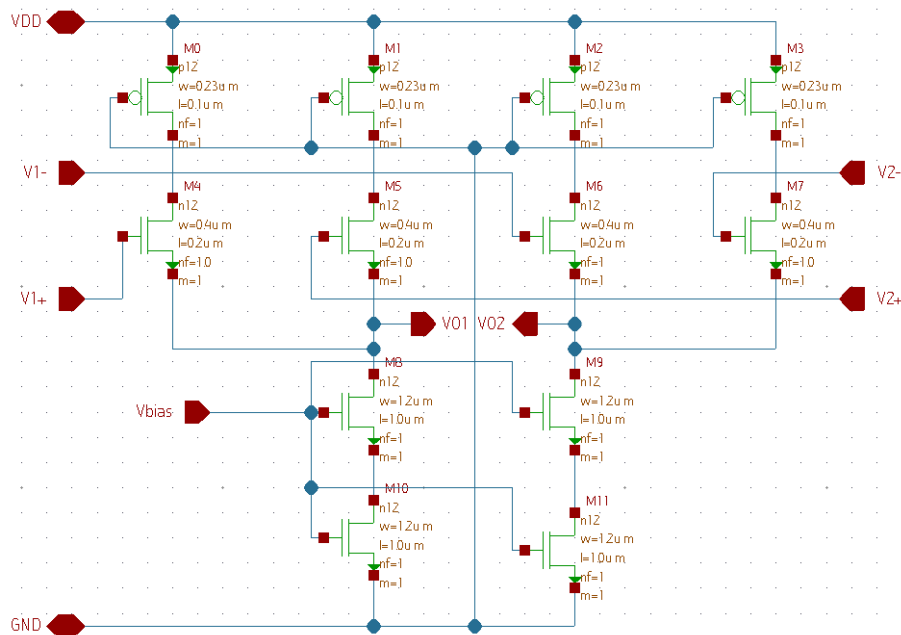 VDD
M0
p12
w=0.23u m
l=0.1u m
nf=1
m=1
M1
p12
w=0.23u m
l=0.1u m
nf=1
m=1
M2
p12
w=0.23u m
l=0.1u m
nf=1
m=1
M3
p12
w=0.23u m
l=0.1u m
nf=1
m=1
V1-
V2-
M4
n12
w=0.4u m
l=0.2u m
nf=1.0
m=1
M5
n12
w=0.4u m
l=0.2u m
nf=1.0
m=1
M6
n12
w=0.4u m
l=0.2u m
nf=1
m=1
M7
n12
w=0.4u m
l=0.2u m
nf=1
m=1
V1+
V2+
VO1
VO2
M8
n12
w=1.2u m
l=1.0u m
nf=1
m=1
M9
n12
w=1.2u m
l=1.0u m
nf=1
m=1
Vbias
M10
n12
w=1.2u m
l=1.0u m
nf=1
m=1
M11
n12
w=1.2u m
l=1.0u m
nf=1
m=1
GND